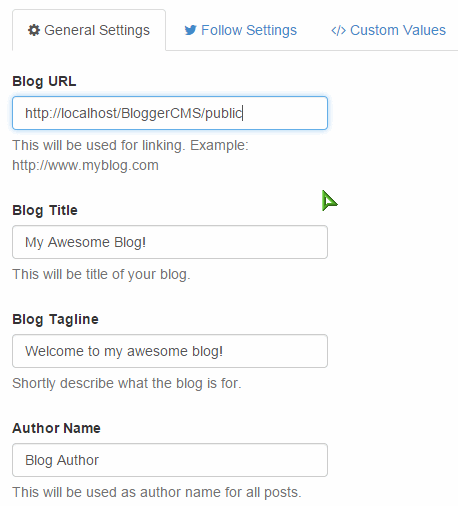 General Settings Follow Settings </> Custom Values
Blog URL
http://localhost/BloggerCMS/public
This will be used for linking. Example:
http://www.myblog.com
Blog Title
My Awesome Blog!
This will be title of your blog.
Blog Tagline
Welcome to my awesome blog!
Shortly describe what the blog is for.
Author Name
Blog Author
This will be used as author name for all posts.